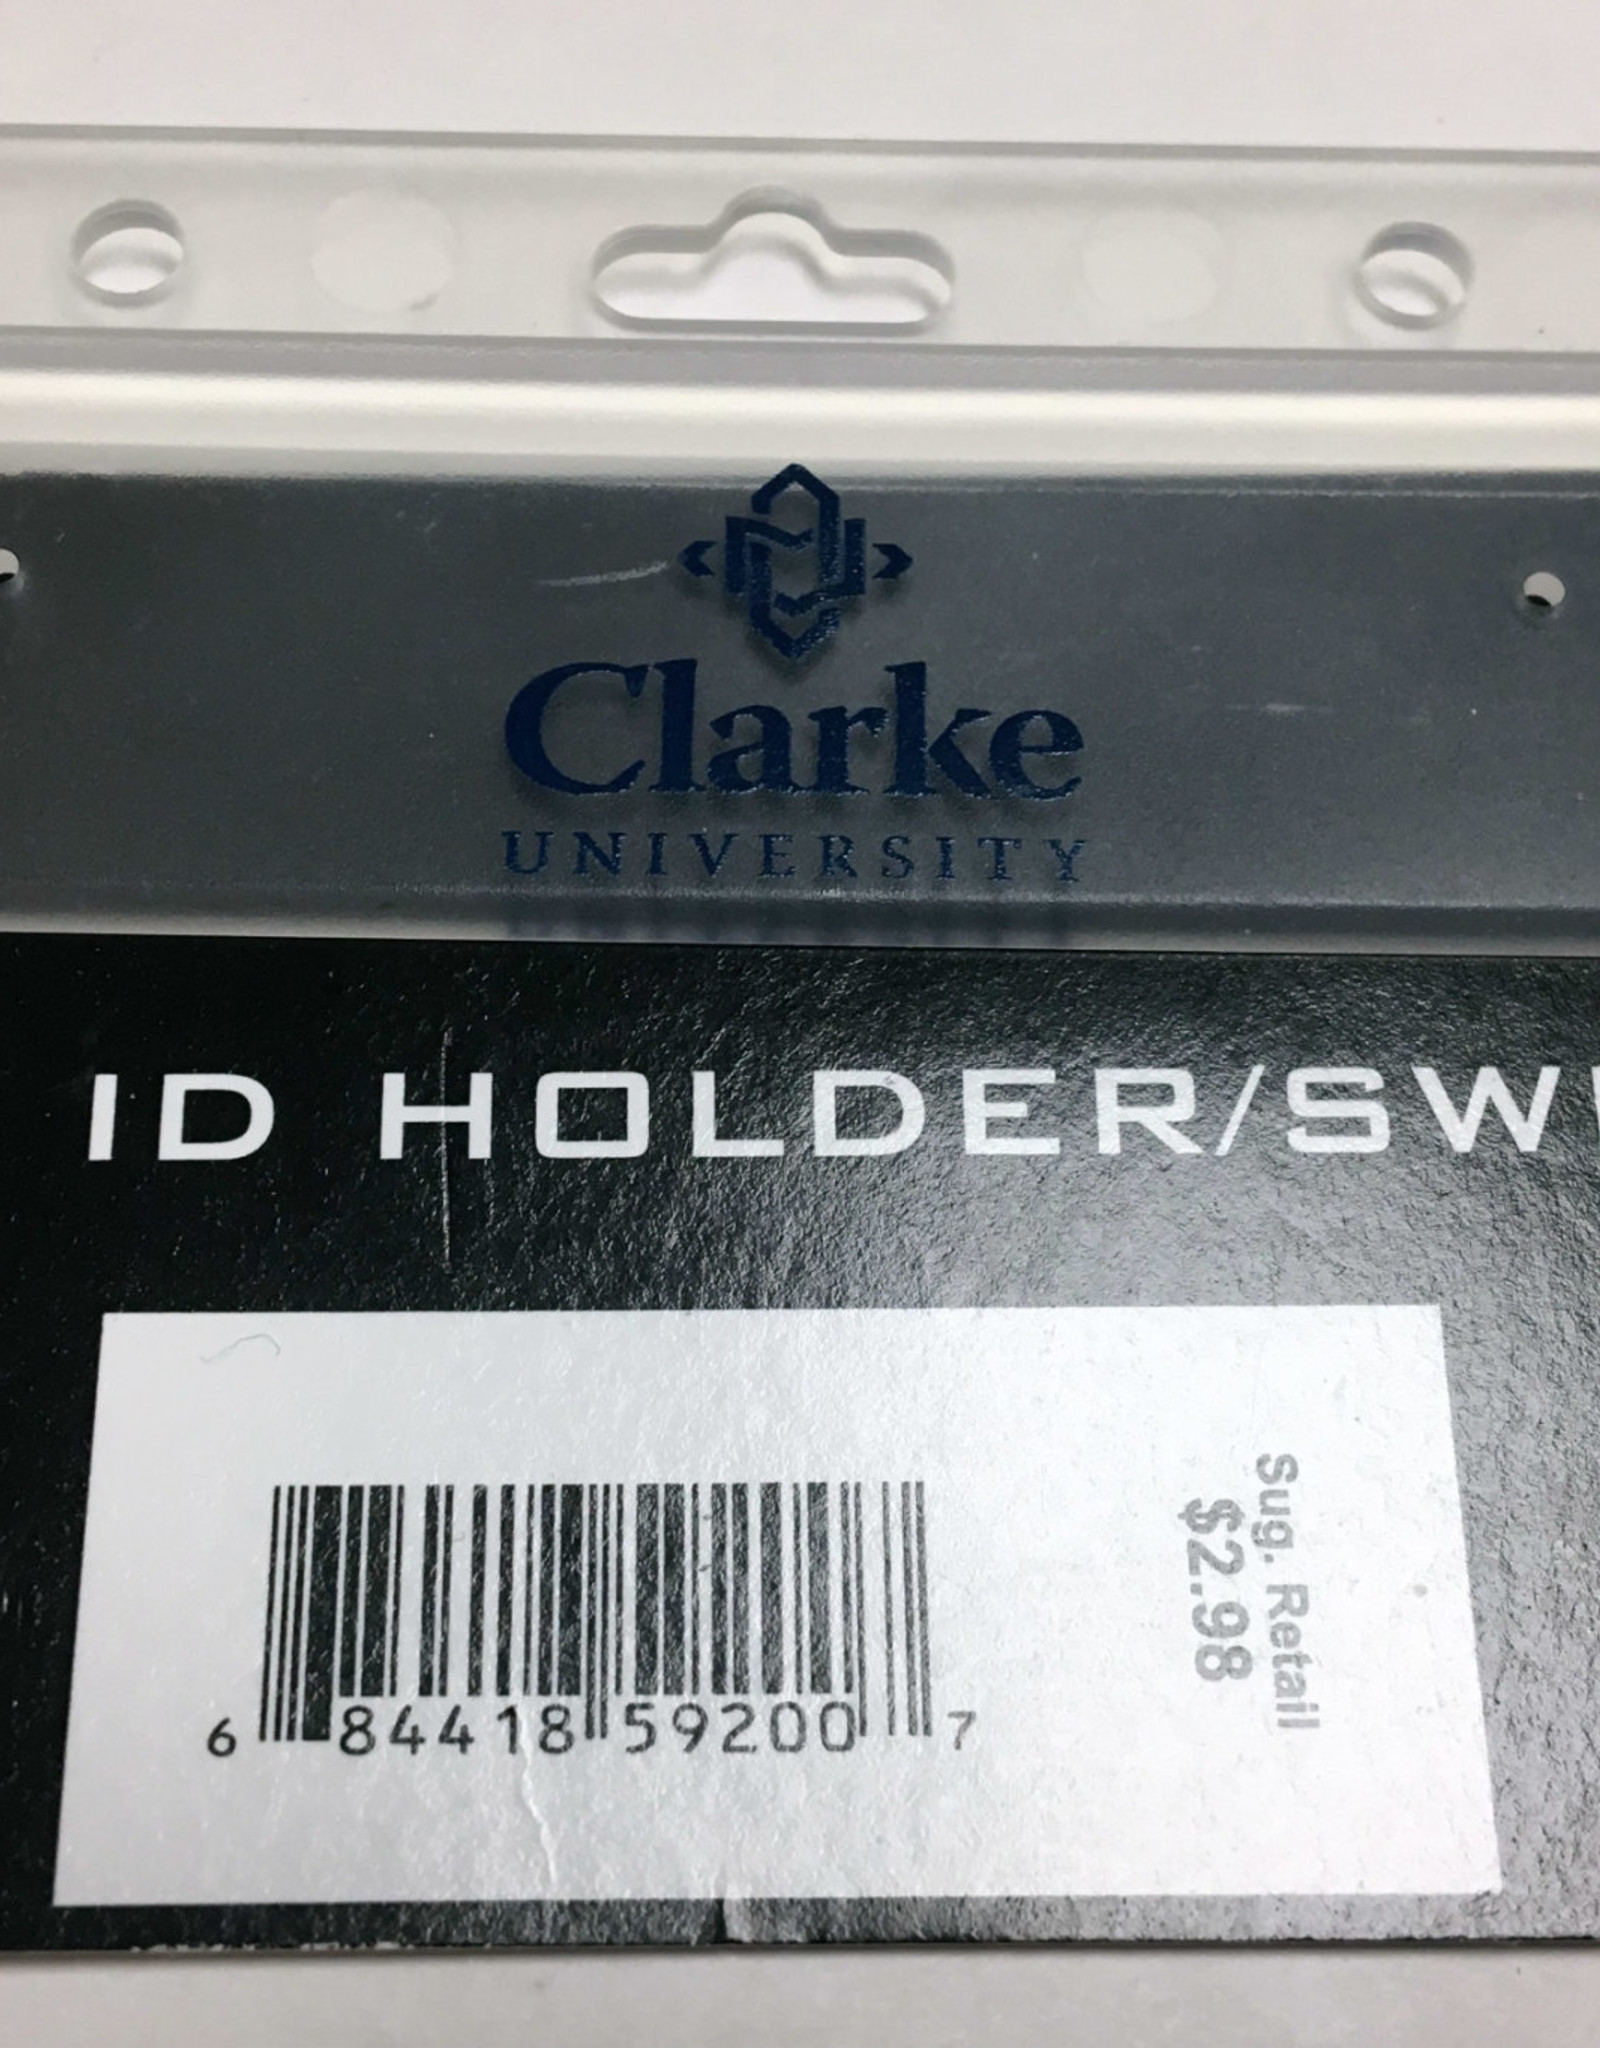 Clarke
UNIVERSITY
ID HOLDER/SW
6 84418 59200 7
Sug. Retail
$2.98